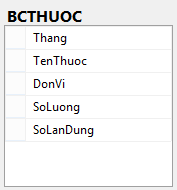 BCTHUOC
Thang
TenThuoc
DonVi
SoLuong
SoLanDung